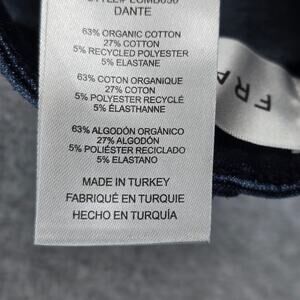 DANTE
63% ORGANIC COTTON
27% COTTON
5% RECYCLED POLYESTER
5% ELASTANE
63% COTON ORGANIQUE
27% COTON
5% POLYESTER RECYCLÉ
5% ÉLASTHANNE
63% ALGODÓN ORGÁNICO
27% ALGODÓN
5% POLIÉSTER RECICLADO
5% ELASTANO
MADE IN TURKEY
FABRIQUÉ EN TURQUIE
HECHO EN TURQUÍA
FRA